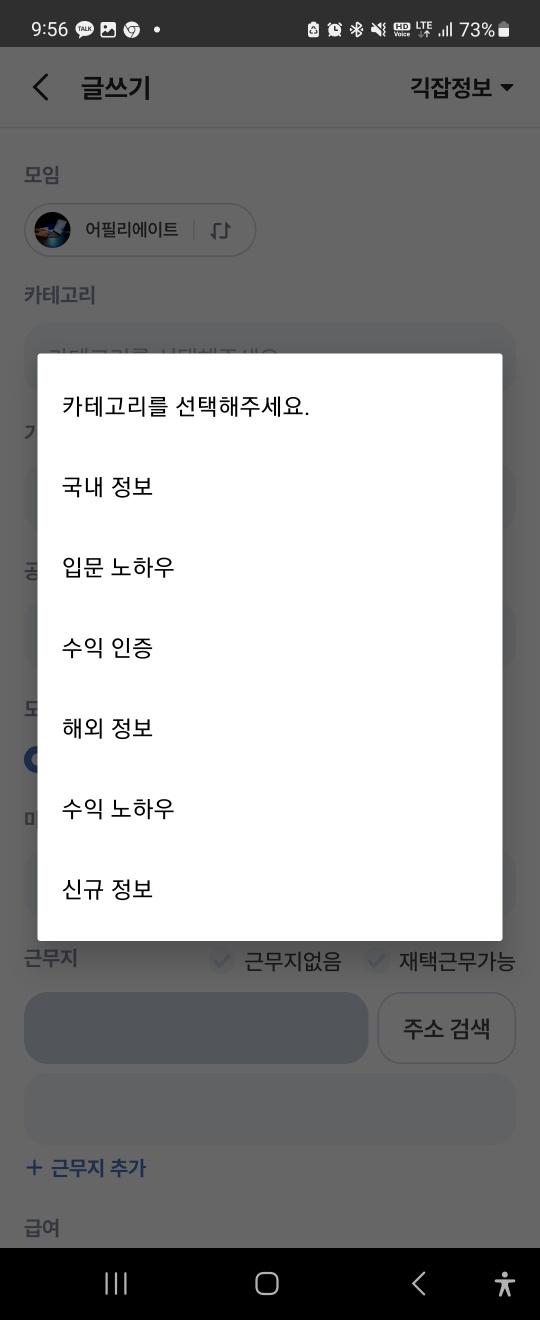 9:56 TALK HD Voice LTE 73%
글쓰기 긱잡정보
모임
어필리에이트
카테고리
카테고리를 선택해주세요.
국내 정보
입문 노하우
수익 인증
해외 정보
수익 노하우
신규 정보
근무지 근무지없음 재택근무가능
주소 검색
+ 근무지 추가
급여